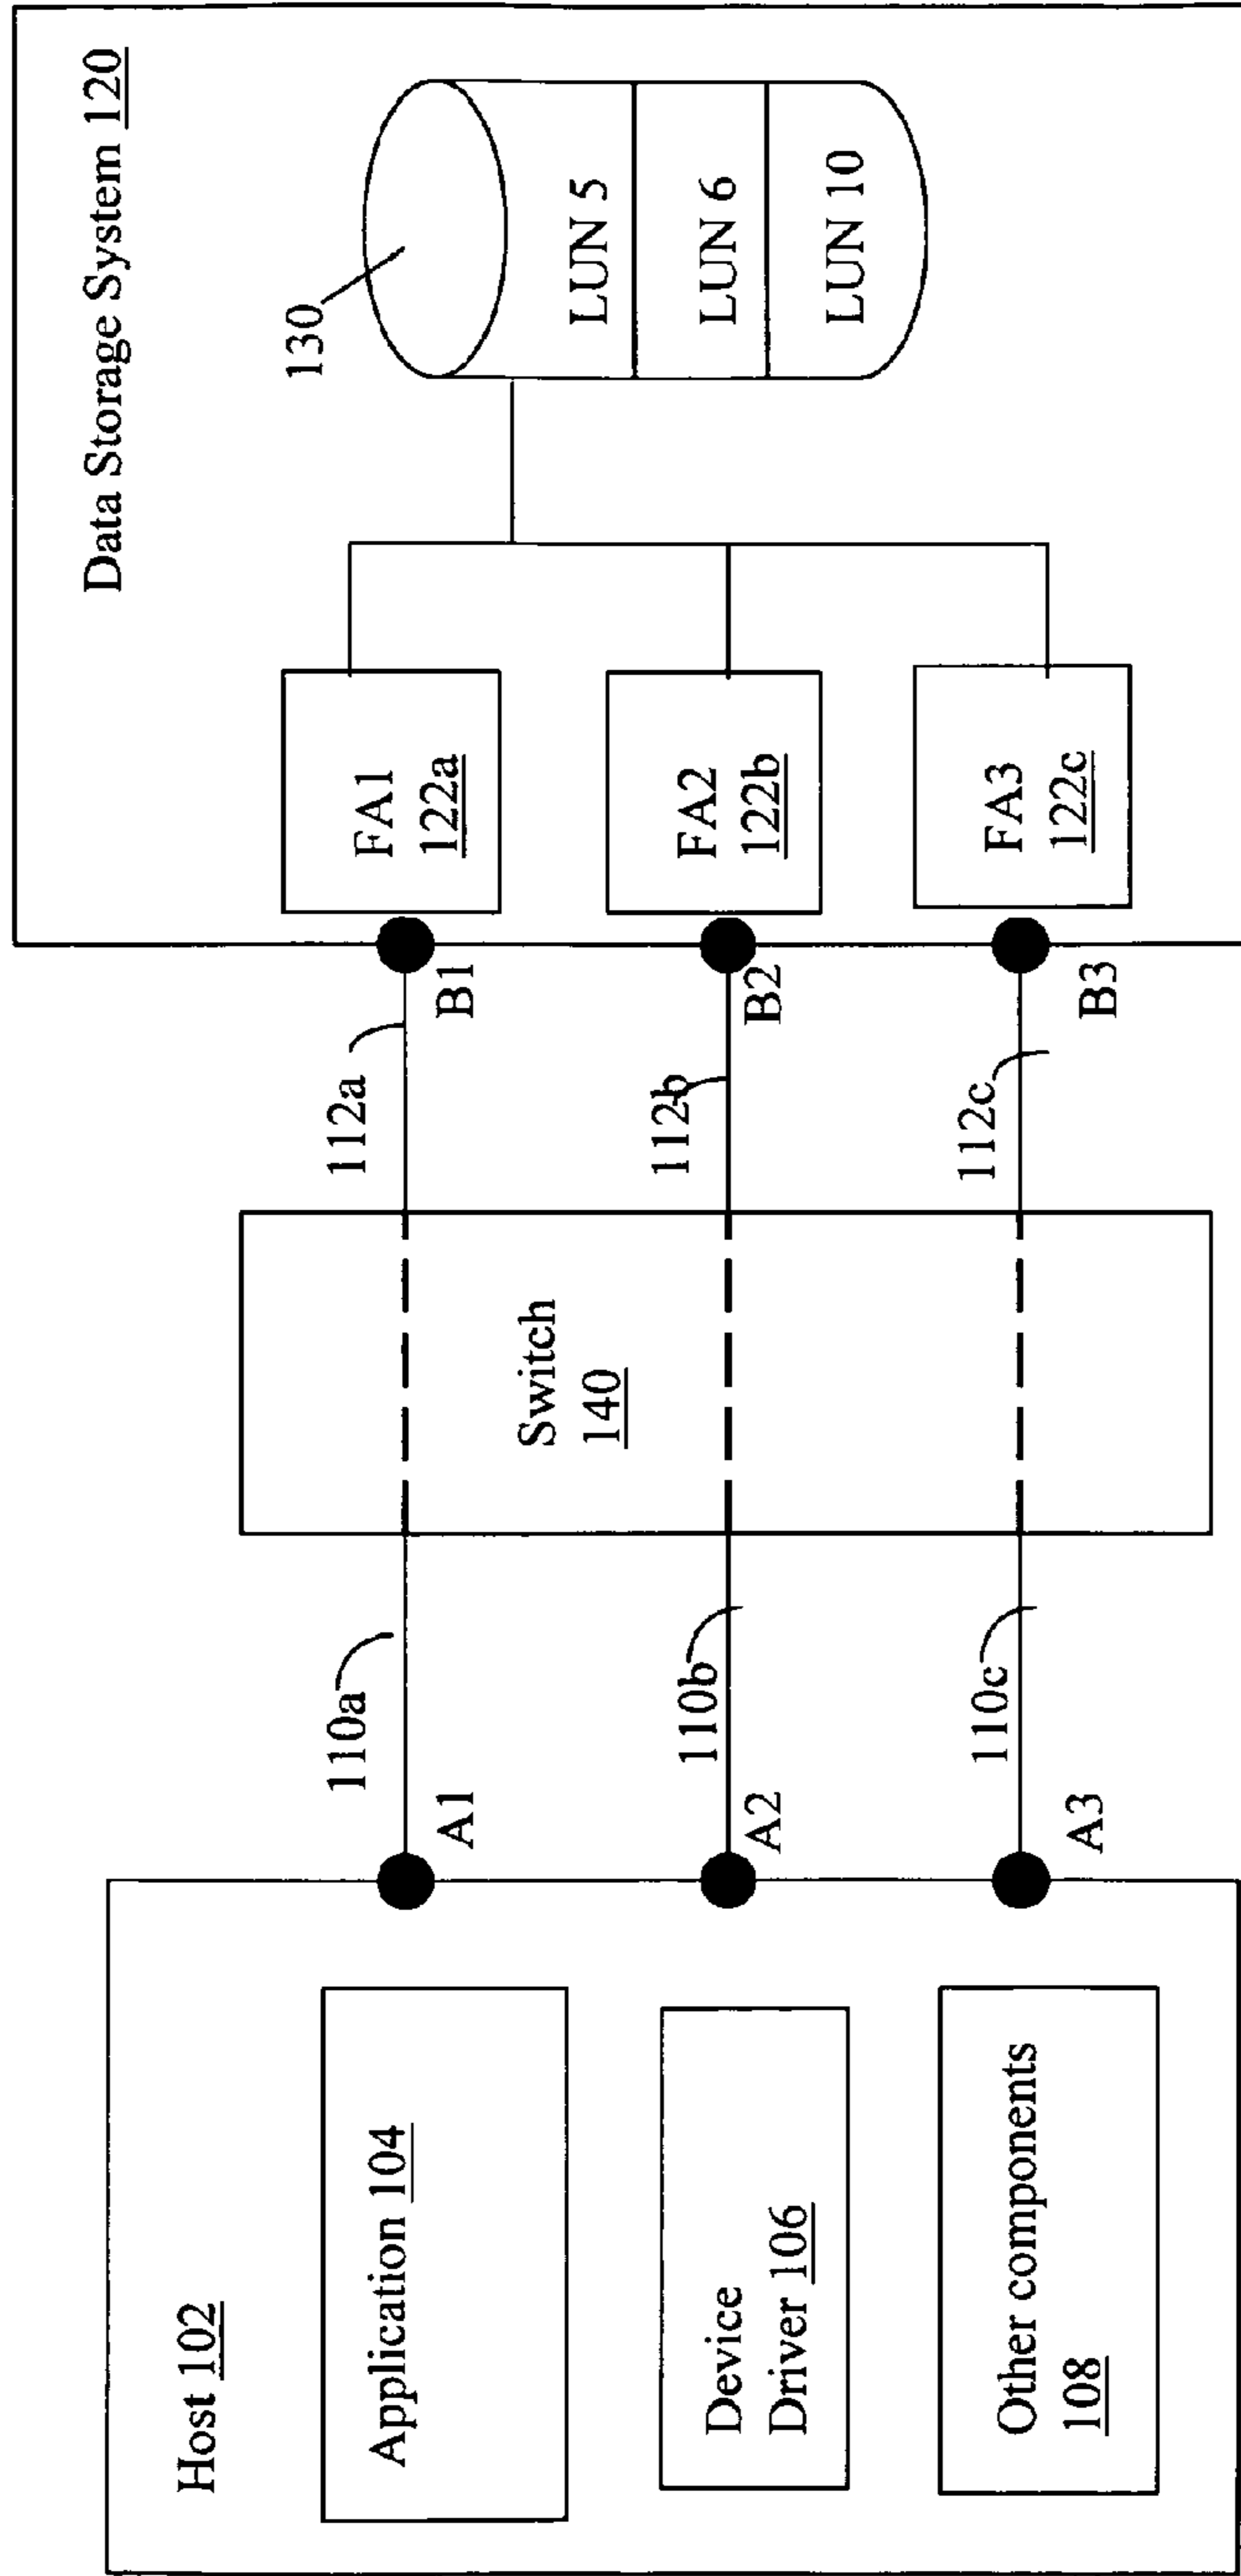 Host 102
Application 104
Device
Driver 106
Other components
108
A1
A2
A3
110a
110b
110c
Switch
140
112a
112b
112c
B1
B2
B3
Data Storage System 120
FA1
122a
FA2
122b
FA3
122c
130
LUN 5
LUN 6
LUN 10